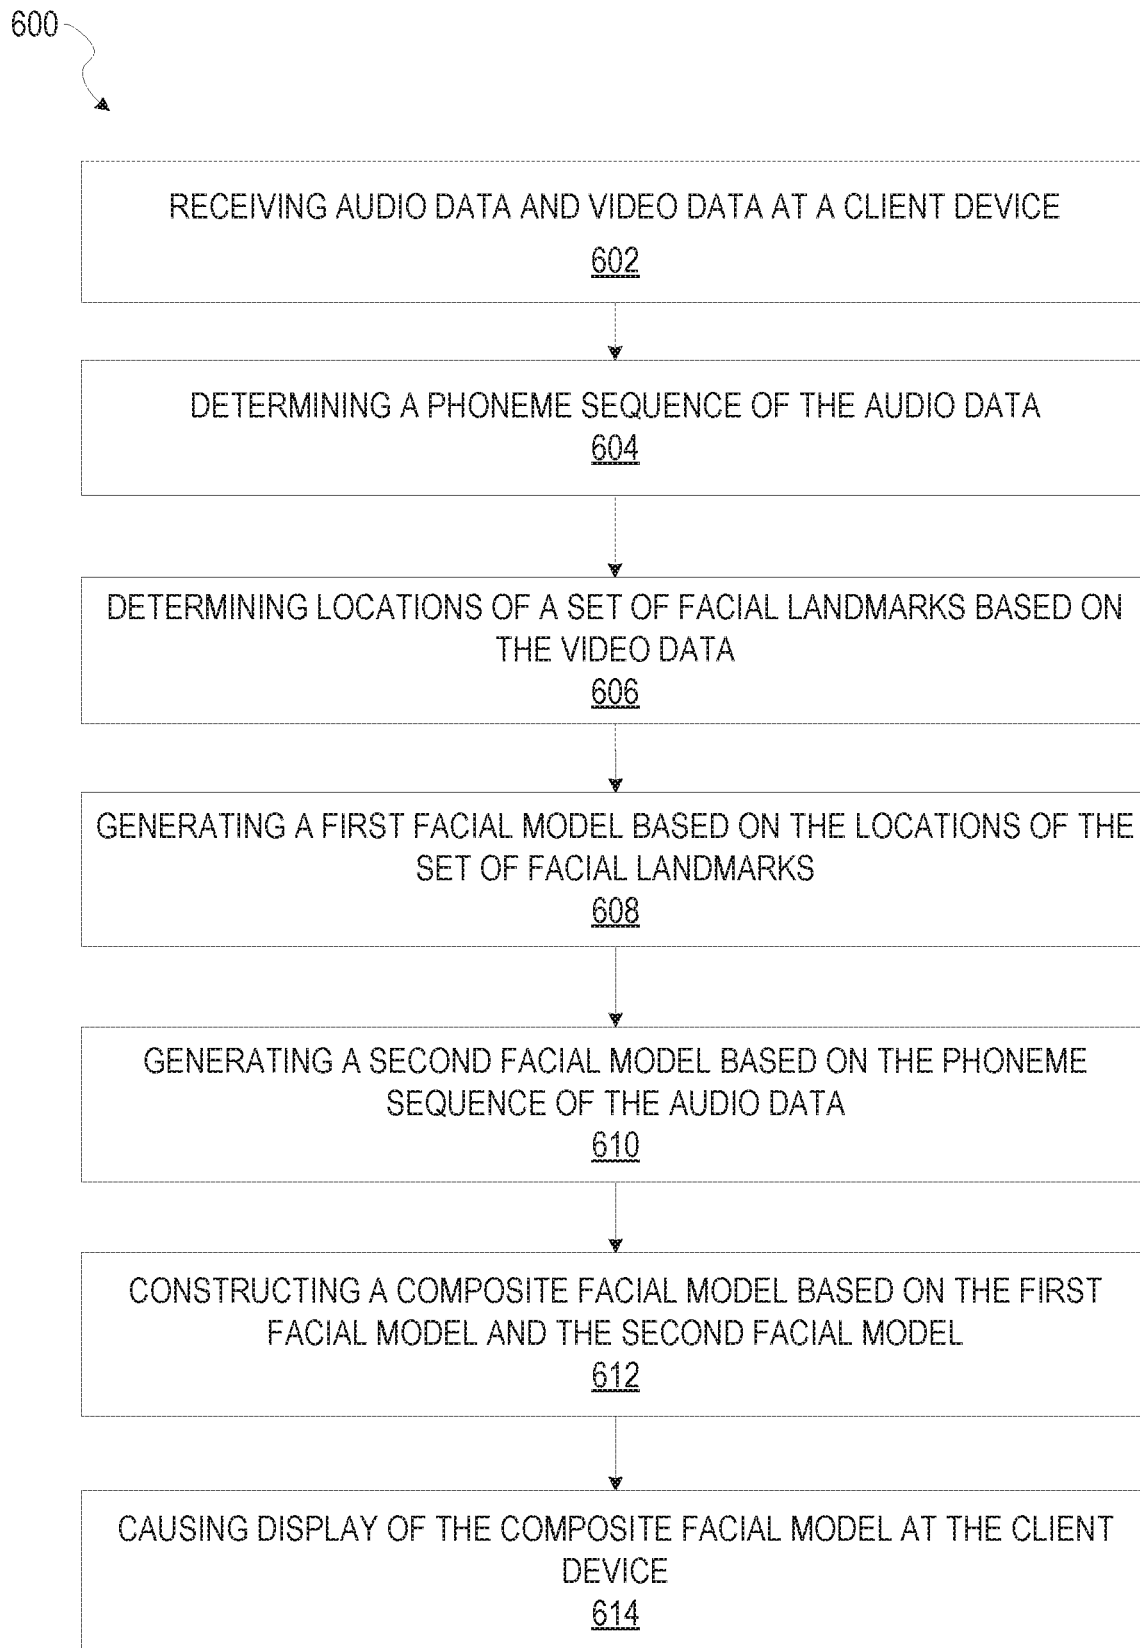 600
RECEIVING AUDIO DATA AND VIDEO DATA AT A CLIENT DEVICE
602
DETERMINING A PHONEME SEQUENCE OF THE AUDIO DATA
604
DETERMINING LOCATIONS OF A SET OF FACIAL LANDMARKS BASED ON
THE VIDEO DATA
606
GENERATING A FIRST FACIAL MODEL BASED ON THE LOCATIONS OF THE
SET OF FACIAL LANDMARKS
608
GENERATING A SECOND FACIAL MODEL BASED ON THE PHONEME
SEQUENCE OF THE AUDIO DATA
610
CONSTRUCTING A COMPOSITE FACIAL MODEL BASED ON THE FIRST
FACIAL MODEL AND THE SECOND FACIAL MODEL
612
CAUSING DISPLAY OF THE COMPOSITE FACIAL MODEL AT THE CLIENT
DEVICE
614